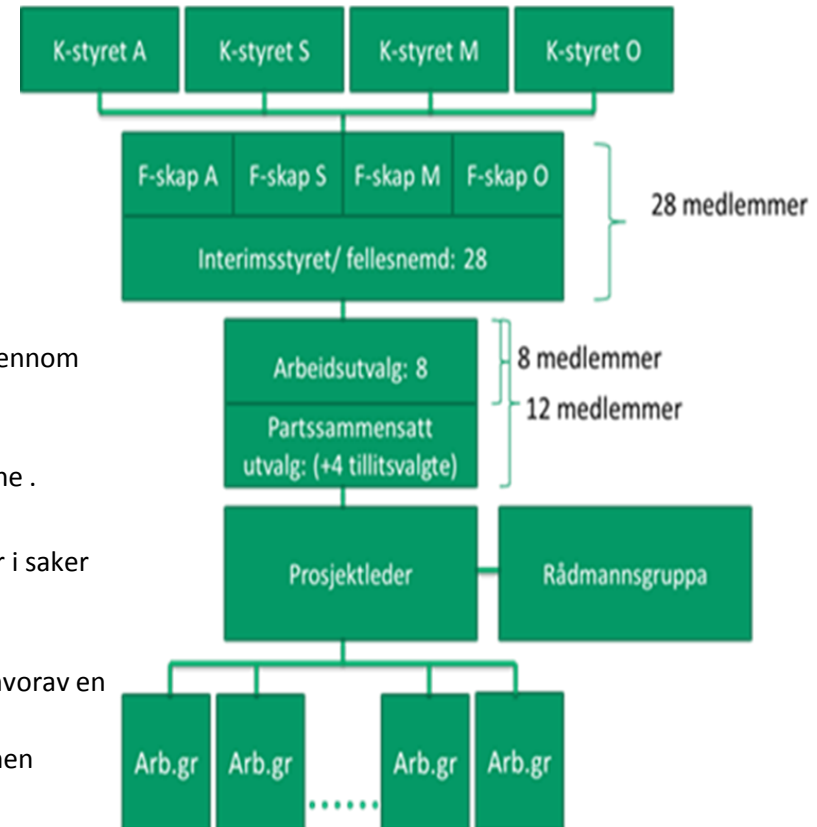 K-styret A K-styret S K-styret M K-styret O
F-skap A F-skap S F-skap M F-skap O
28 medlemmer
Interimsstyret/ fellesnemd: 28
ennom
Arbeidsutvalg: 8
8 medlemmer
12 medlemmer
Partssammensatt
utvalg: (+4 tillitsvalgte)
ne .
r i saker
Prosjektleder
Rådmannsgruppa
vorav en
nen
Arb.gr Arb.gr ...... Arb.gr Arb.gr